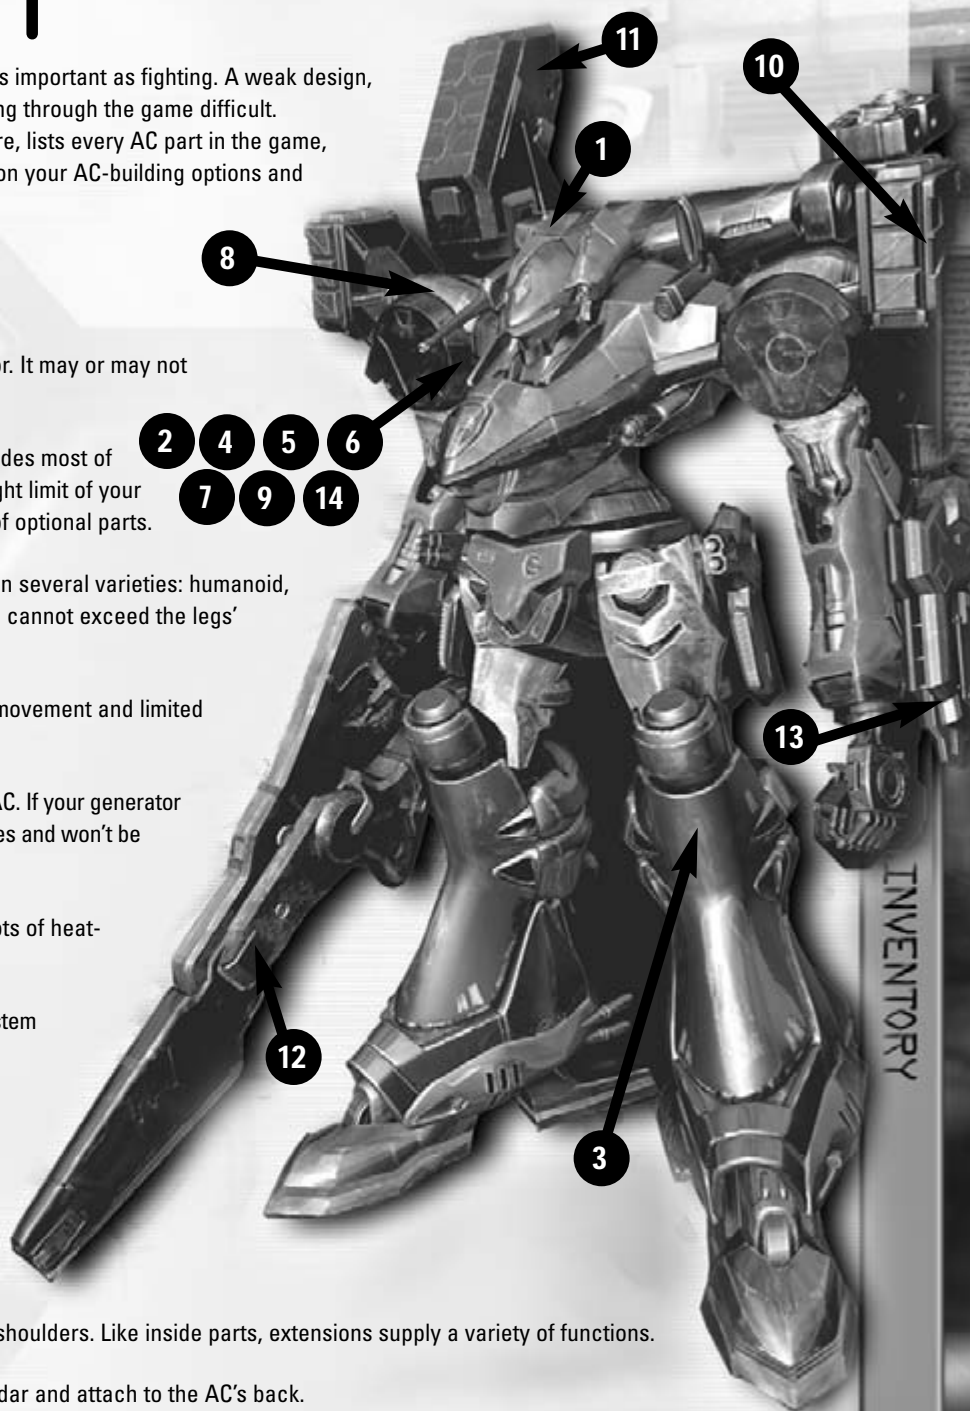 s important as fighting. A weak design,
ng through the game difficult.
re, lists every AC part in the game,
on your AC-building options and
11
10
1
8
or. It may or may not
des most of
ght limit of your
of optional parts.
2 4 5 6
7 9 14
n several varieties: humanoid,
cannot exceed the legs'
movement and limited
13
AC. If your generator
es and won't be
ots of heat-
stem
12
3
INVENTORY
shoulders. Like inside parts, extensions supply a variety of functions.
dar and attach to the AC's back.